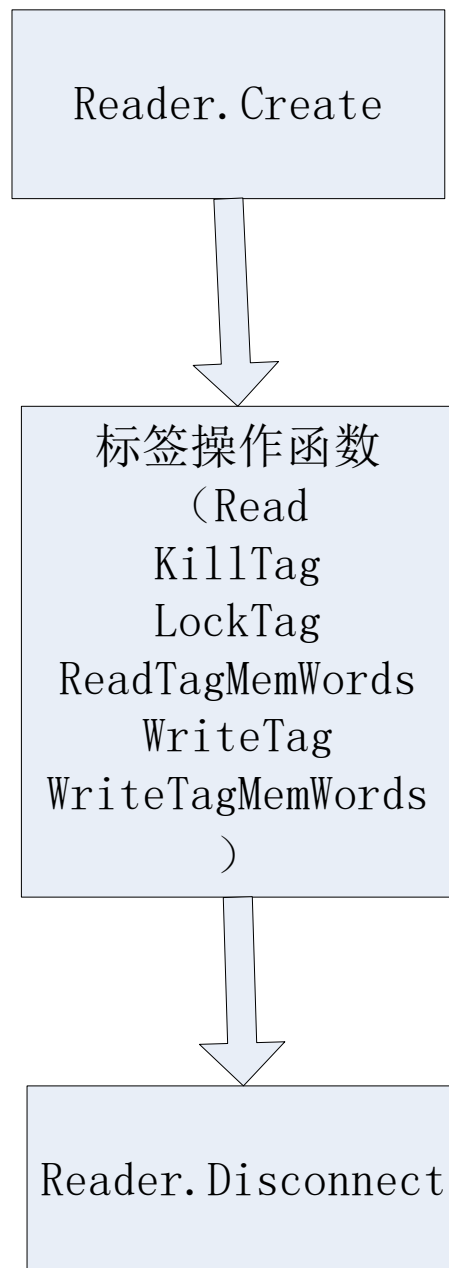 Reader.Create
标签操作函数
（Read
KillTag
LockTag
ReadTagMemWords
WriteTag
WriteTagMemWords
）
Reader.Disconnect